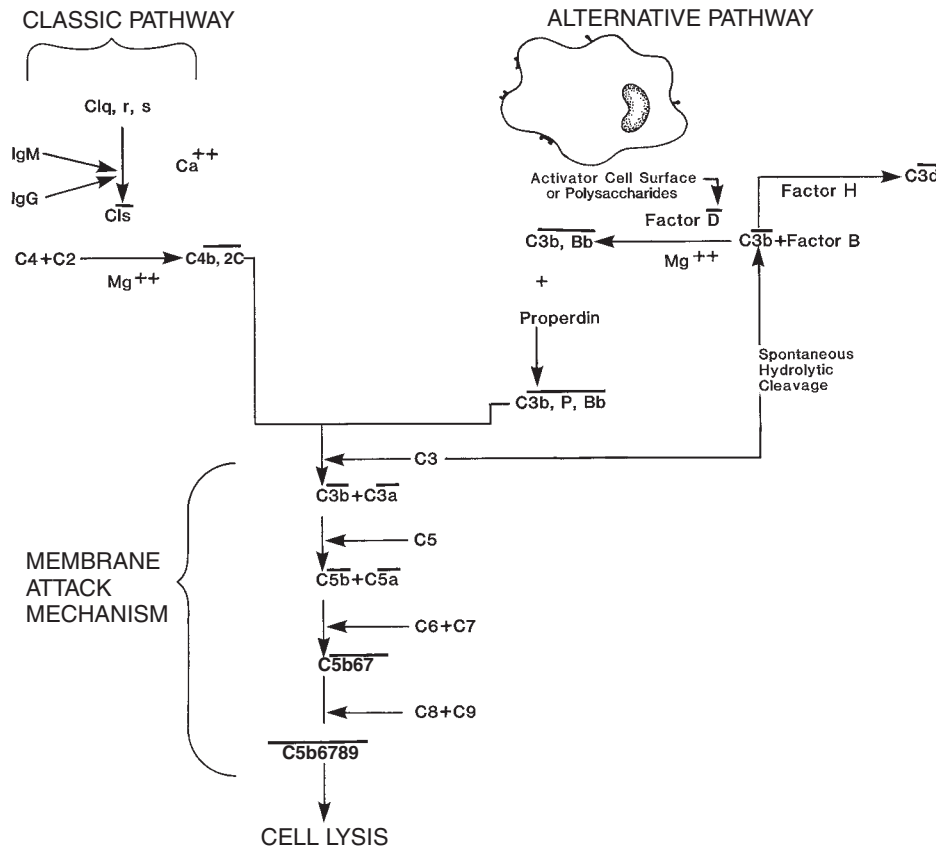 CLASSIC PATHWAY
Clq, r, s
IgM
IgG
Ca++
Cls
C4+C2
Mg++
C4b, 2C
ALTERNATIVE PATHWAY
Activator Cell Surface
or Polysaccharides
Factor D
Factor H
C3d
C3b, Bb
Mg++
C3b+Factor B
+
Properdin
C3b, P, Bb
Spontaneous
Hydrolytic
Cleavage
C3
C3b+C3a
C5
C5b+C5a
MEMBRANE
ATTACK
MECHANISM
C6+C7
C5b67
C8+C9
C5b6789
CELL LYSIS